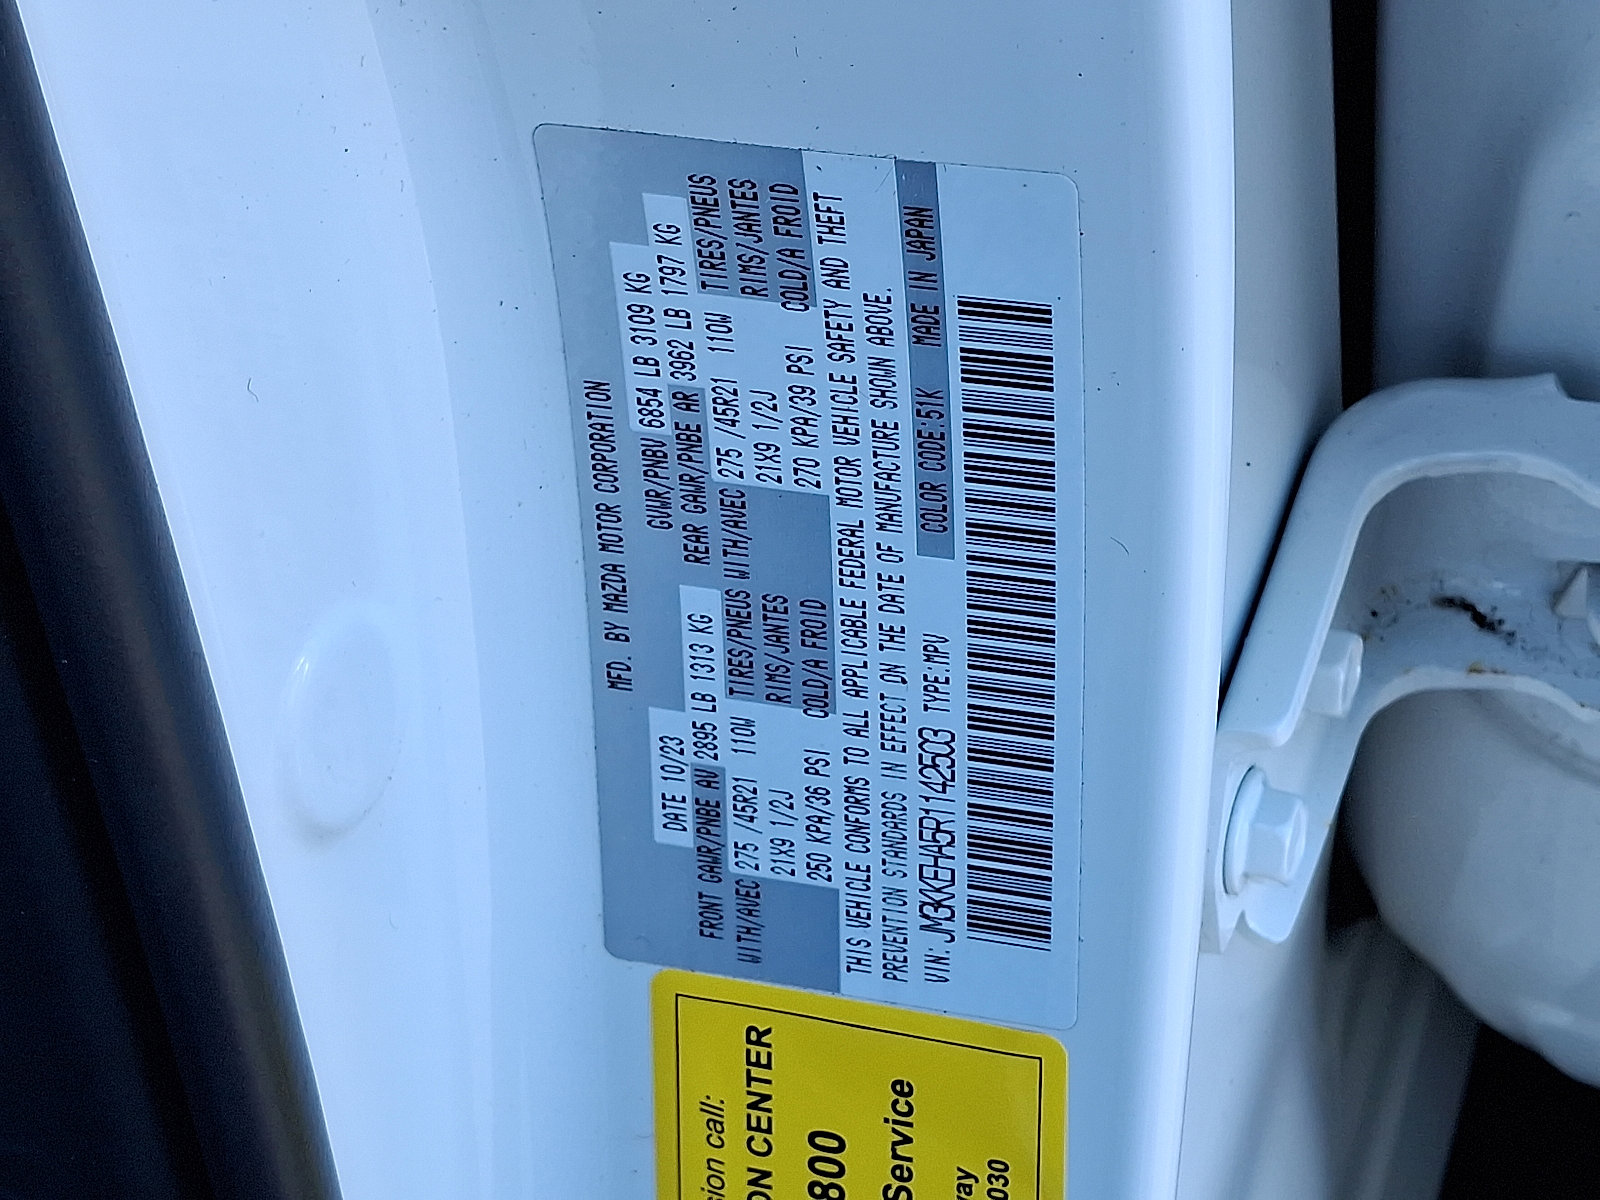 MFD. BY MAZDA MOTOR CORPORATION
DATE 10/23 GVWR/PNBV 6854 LB 3109 KG
FRONT GAWR/PNBE AV 2895 LB 1313 KG REAR GAWR/PNBE AR 3962 LB 1797 KG
WITH/AVEC 275 /45R21 110W TIRES/PNEUS WITH/AVEC 275 /45R21 110W TIRES/PNEUS
21X9 1/2J RIMS/JANTES 21X9 1/2J RIMS/JANTES
250 KPA/36 PSI COLD/A FROID 270 KPA/39 PSI COLD/A FROID
THIS VEHICLE CONFORMS TO ALL APPLICABLE FEDERAL MOTOR VEHICLE SAFETY AND THEFT
PREVENTION STANDARDS IN EFFECT ON THE DATE OF MANUFACTURE SHOWN ABOVE.
VIN: JM3KKEHA5R1142503 TYPE:MPV COLOR CODE:51K MADE IN JAPAN
call:
CENTER
800
Service
030